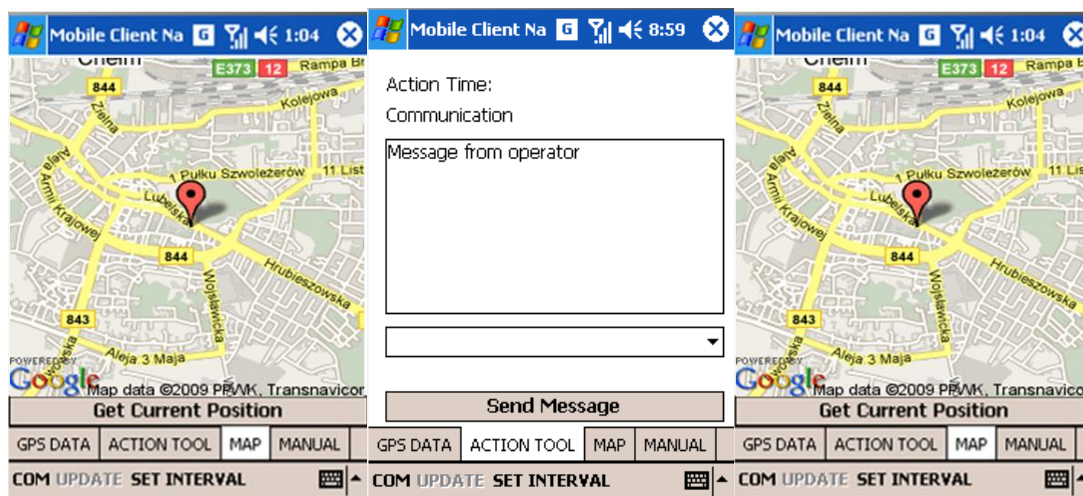 Mobile Client Na G 1:04
Chełm
E373 12 Rampa
844
Kolejowa
Zielna
Aleja
1 Pułku Szwoleżerów 11 List
Armii Krajowej
Lubelska
844
Hrubieszowska
Wojsławicka
843
Aleja 3 Maja
POWERED BY
Google
Map data ©2009 PPWK, Transnavicom
Get Current Position
GPS DATA ACTION TOOL MAP MANUAL
COM UPDATE SET INTERVAL
Mobile Client Na G 8:59
Action Time:
Communication
Message from operator
Send Message
GPS DATA ACTION TOOL MAP MANUAL
COM UPDATE SET INTERVAL
Mobile Client Na G 1:04
Chełm
E373 12 Rampa
844
Kolejowa
Zielna
Aleja
1 Pułku Szwoleżerów 11 List
Armii Krajowej
Lubelska
844
Hrubieszowska
Wojsławicka
843
Aleja 3 Maja
POWERED BY
Google
Map data ©2009 PPWK, Transnavico
Get Current Position
GPS DATA ACTION TOOL MAP MANUAL
COM UPDATE SET INTERVAL